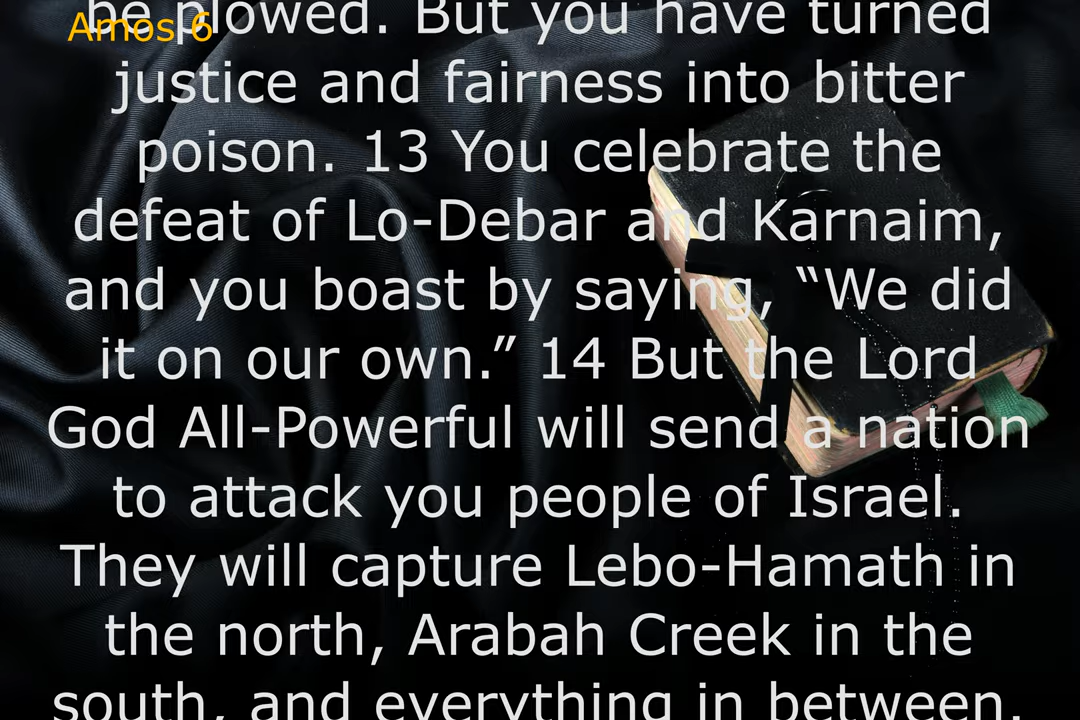 Amos 6
be plowed. But you have turned
justice and fairness into bitter
poison. 13 You celebrate the
defeat of Lo-Debar and Karnaim,
and you boast by saying, “We did
it on our own.” 14 But the Lord
God All-Powerful will send a nation
to attack you people of Israel.
They will capture Lebo-Hamath in
the north, Arabah Creek in the
south, and everything in between.